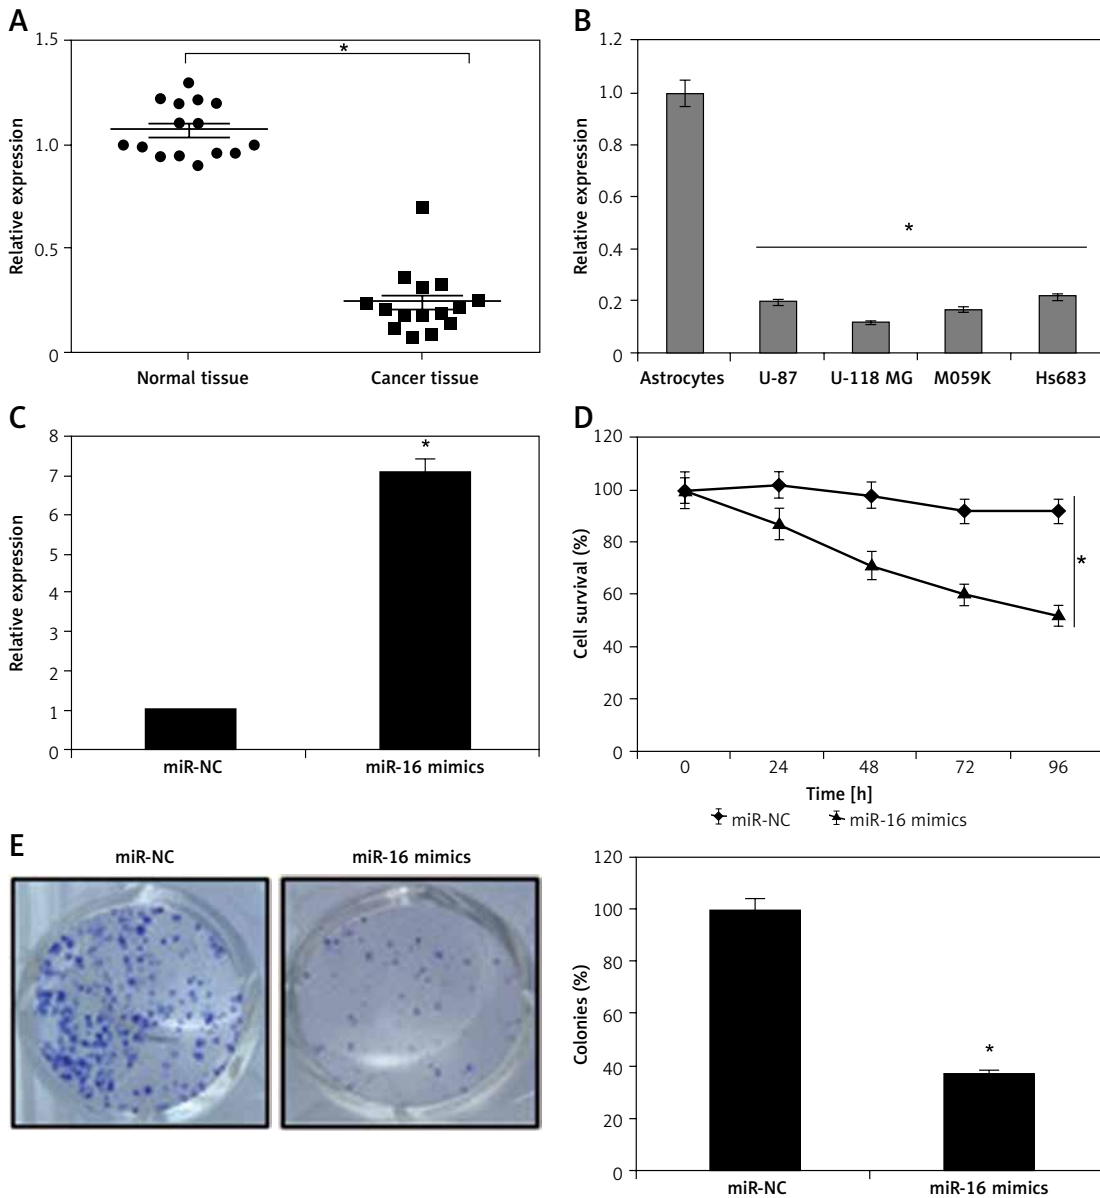 A
Relative expression
1.5
1.0
0.5
0
*
Normal tissue Cancer tissue
B
Relative expression
1.2
1.0
0.8
0.6
0.4
0.2
0
*
Astrocytes U-87 U-118 MG M059K Hs683
C
Relative expression
8
7
6
5
4
3
2
1
0
*
miR-NC miR-16 mimics
D
Cell survival (%)
120
100
80
60
40
20
0
*
0 24 48 72 96
Time [h]
miR-NC miR-16 mimics
E
miR-NC miR-16 mimics
Colonies (%)
120
100
80
60
40
20
0
*
miR-NC miR-16 mimics